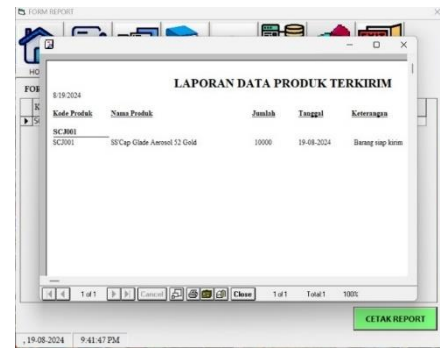 FORM REPORT
HO
FOR
K
LAPORAN DATA PRODUK TERKIRIM
8/19/2024
Kode Produk Nama Produk Jumlah Tanggal Keterangan
SCJ001
SCJ001 SS'Cap Glade Aerosol 52 Gold 10000 19-08-2024 Barang siap kirim
1 of 1 Cancel Close 1 of 1 Total:1 100%
CETAK REPORT
, 19-08-2024 9:41:47 PM